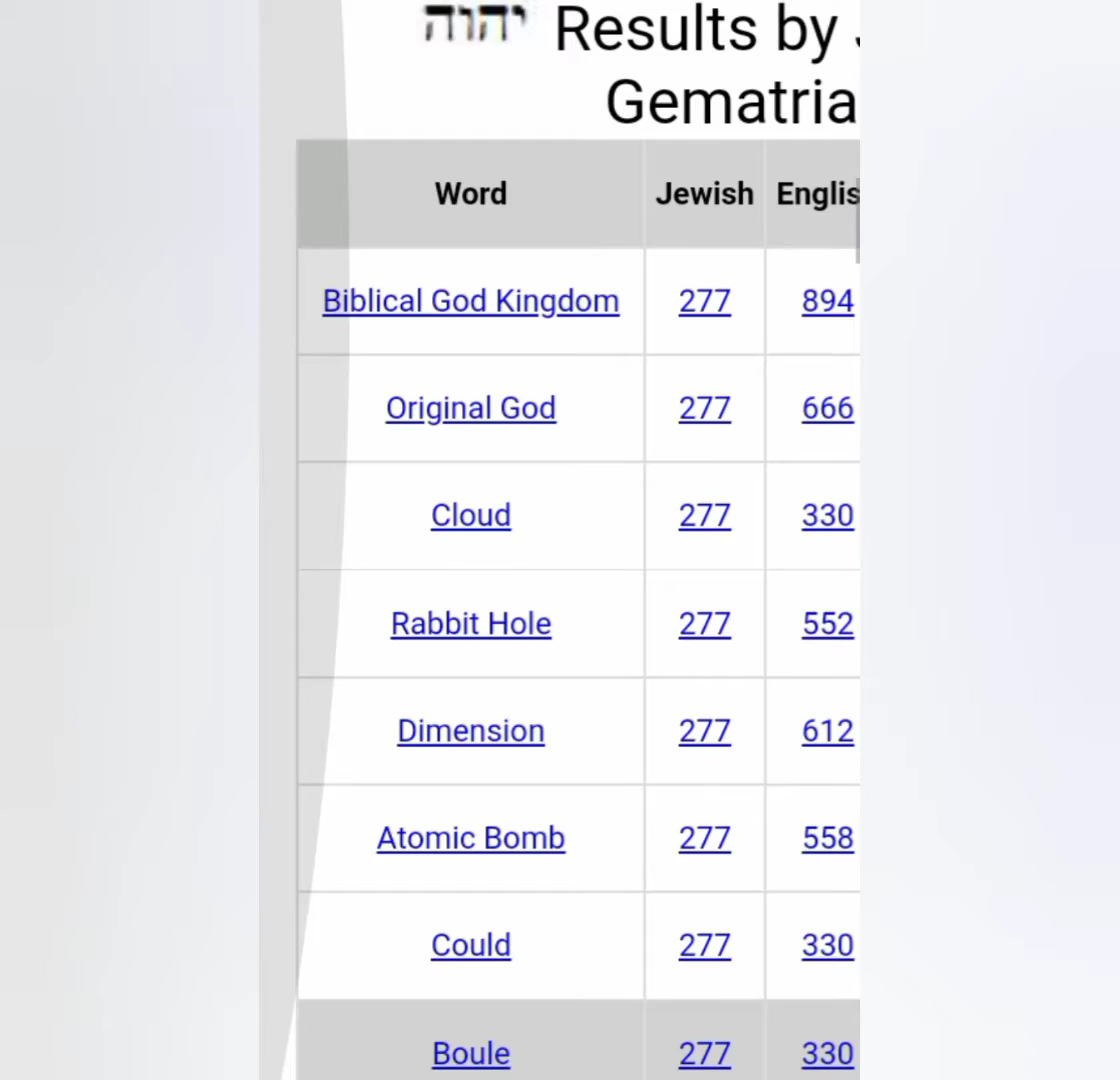 יהוה Results by
Gematria
Word Jewish Englis
Biblical God Kingdom 277 894
Original God 277 666
Cloud 277 330
Rabbit Hole 277 552
Dimension 277 612
Atomic Bomb 277 558
Could 277 330
Boule 277 330